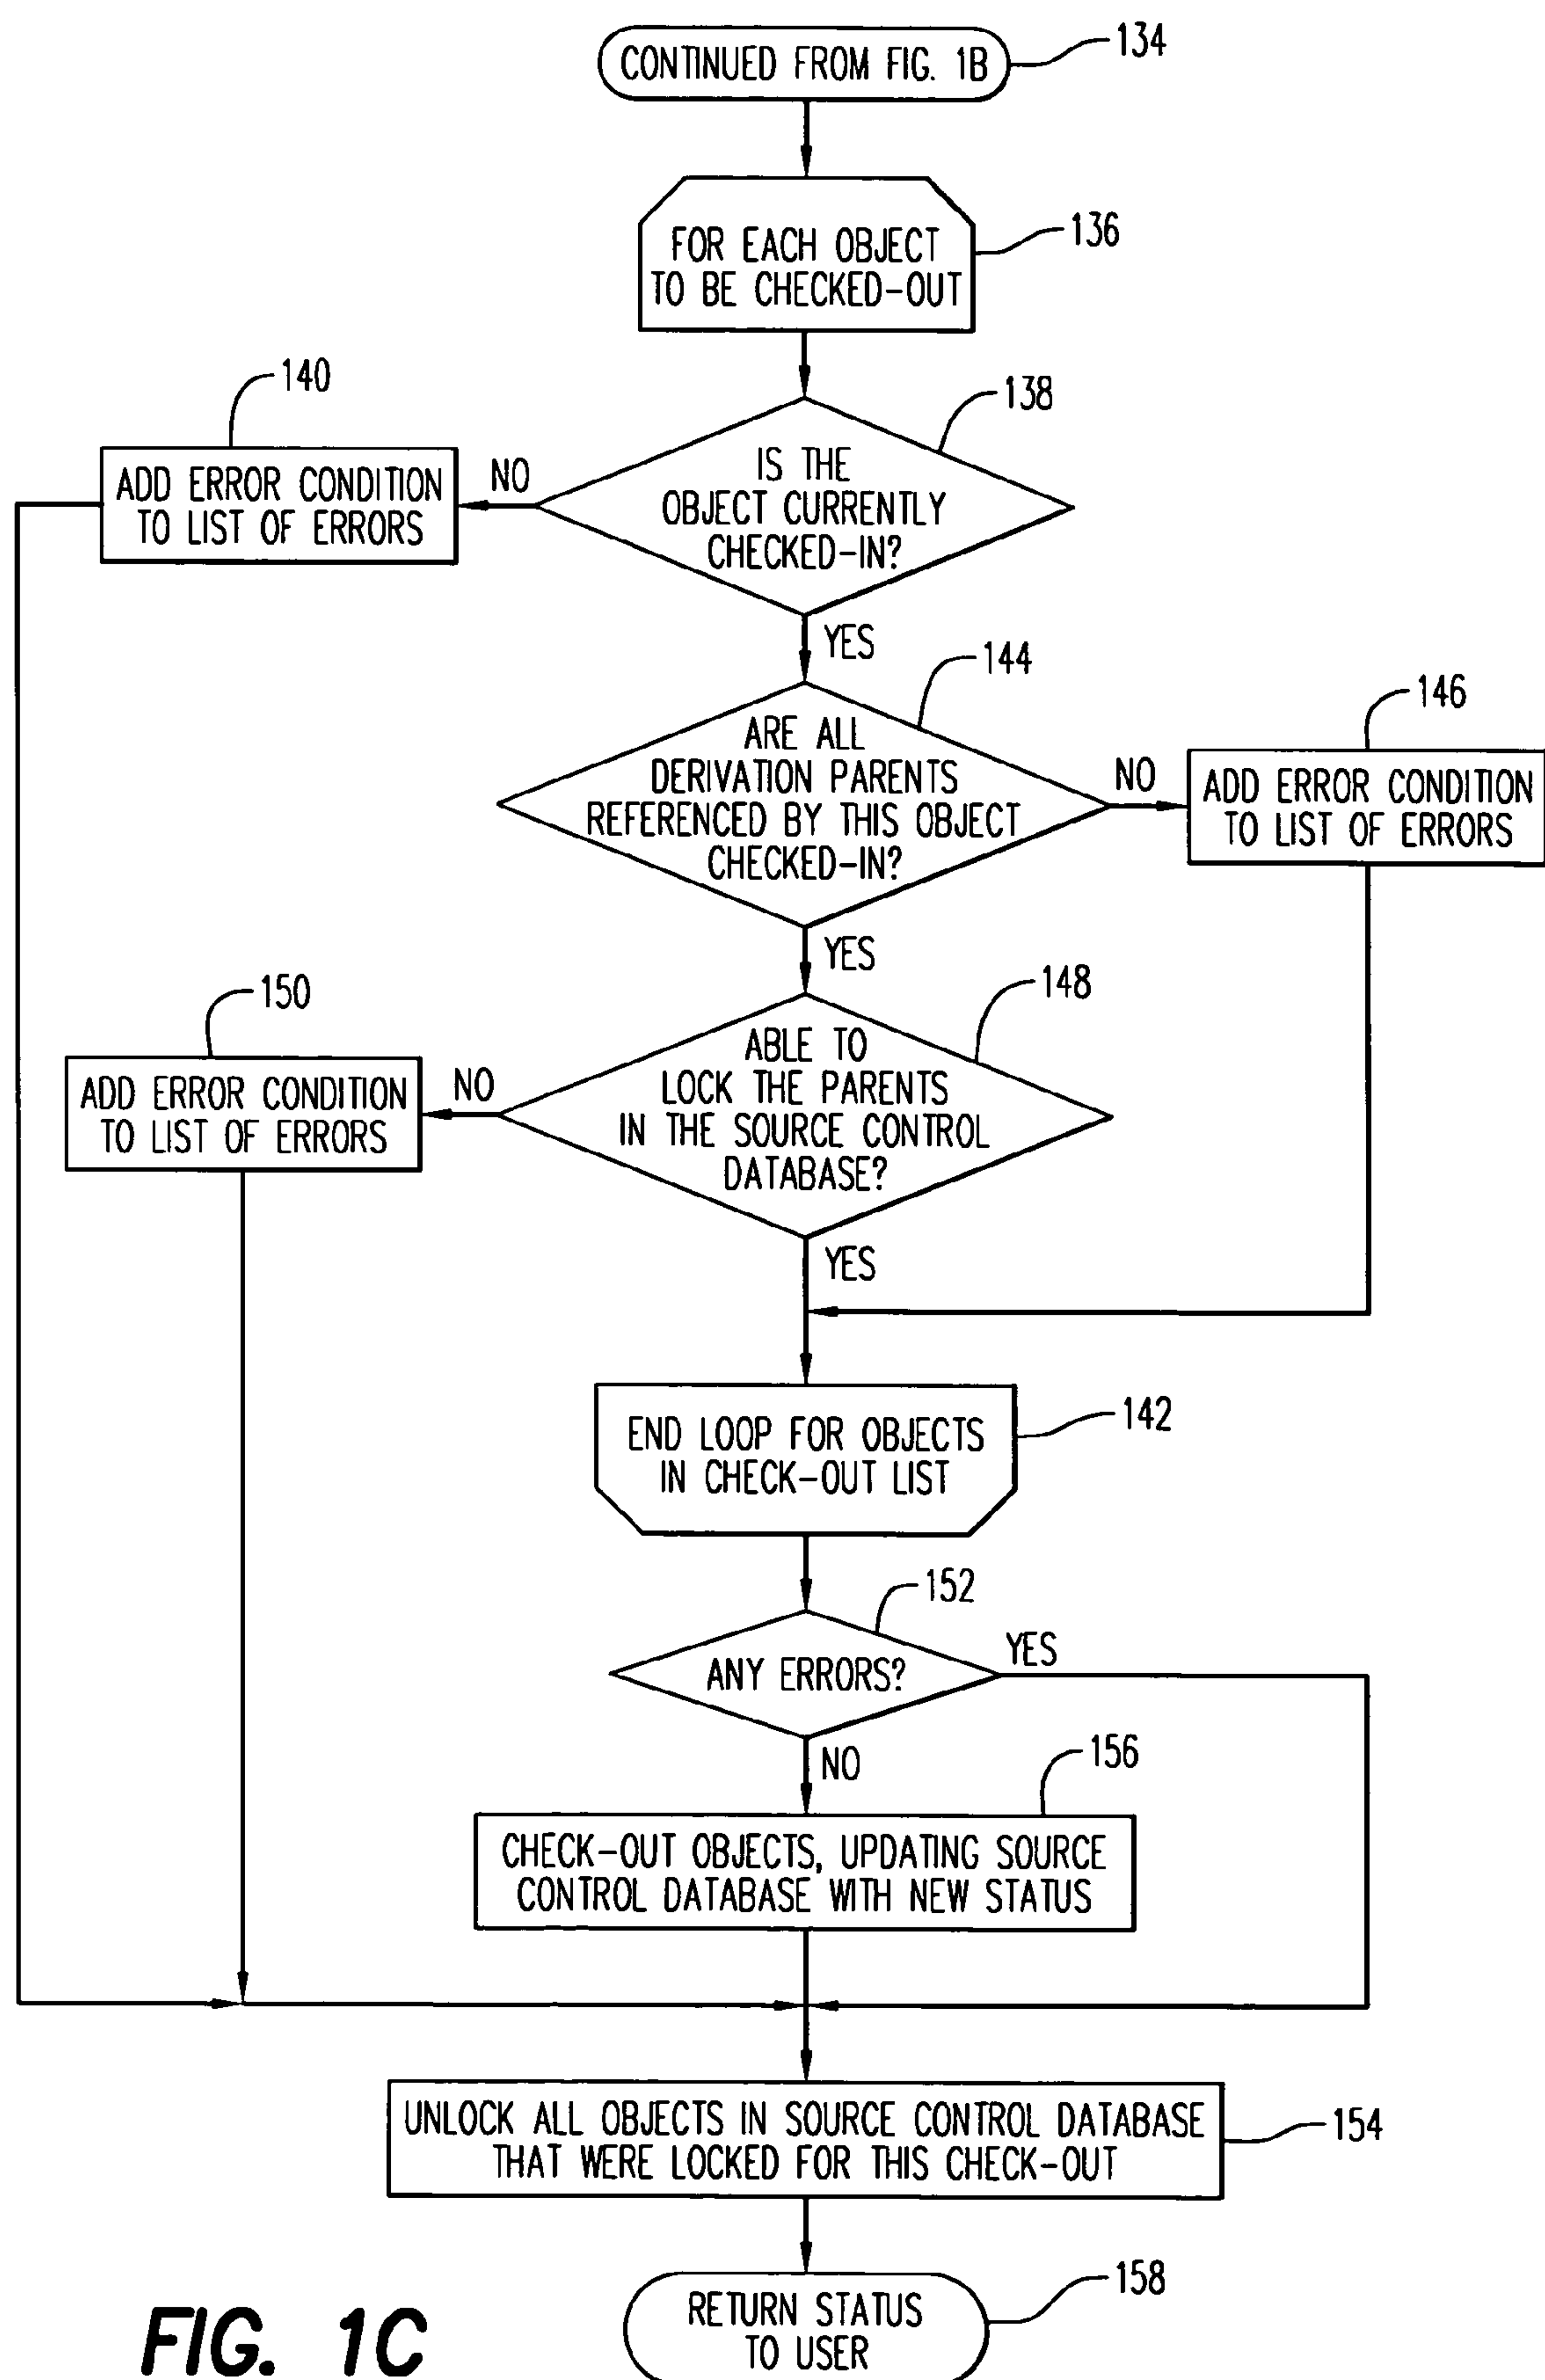 CONTINUED FROM FIG. 1B
134
FOR EACH OBJECT
TO BE CHECKED-OUT
136
140
138
ADD ERROR CONDITION
TO LIST OF ERRORS
NO
IS THE
OBJECT CURRENTLY
CHECKED-IN?
YES
144
146
ARE ALL
DERIVATION PARENTS
REFERENCED BY THIS OBJECT
CHECKED-IN?
NO
ADD ERROR CONDITION
TO LIST OF ERRORS
YES
150
148
ADD ERROR CONDITION
TO LIST OF ERRORS
NO
ABLE TO
LOCK THE PARENTS
IN THE SOURCE CONTROL
DATABASE?
YES
END LOOP FOR OBJECTS
IN CHECK-OUT LIST
142
152
ANY ERRORS?
YES
NO
156
CHECK-OUT OBJECTS, UPDATING SOURCE
CONTROL DATABASE WITH NEW STATUS
UNLOCK ALL OBJECTS IN SOURCE CONTROL DATABASE
THAT WERE LOCKED FOR THIS CHECK-OUT
154
RETURN STATUS
TO USER
158
FIG. 1C